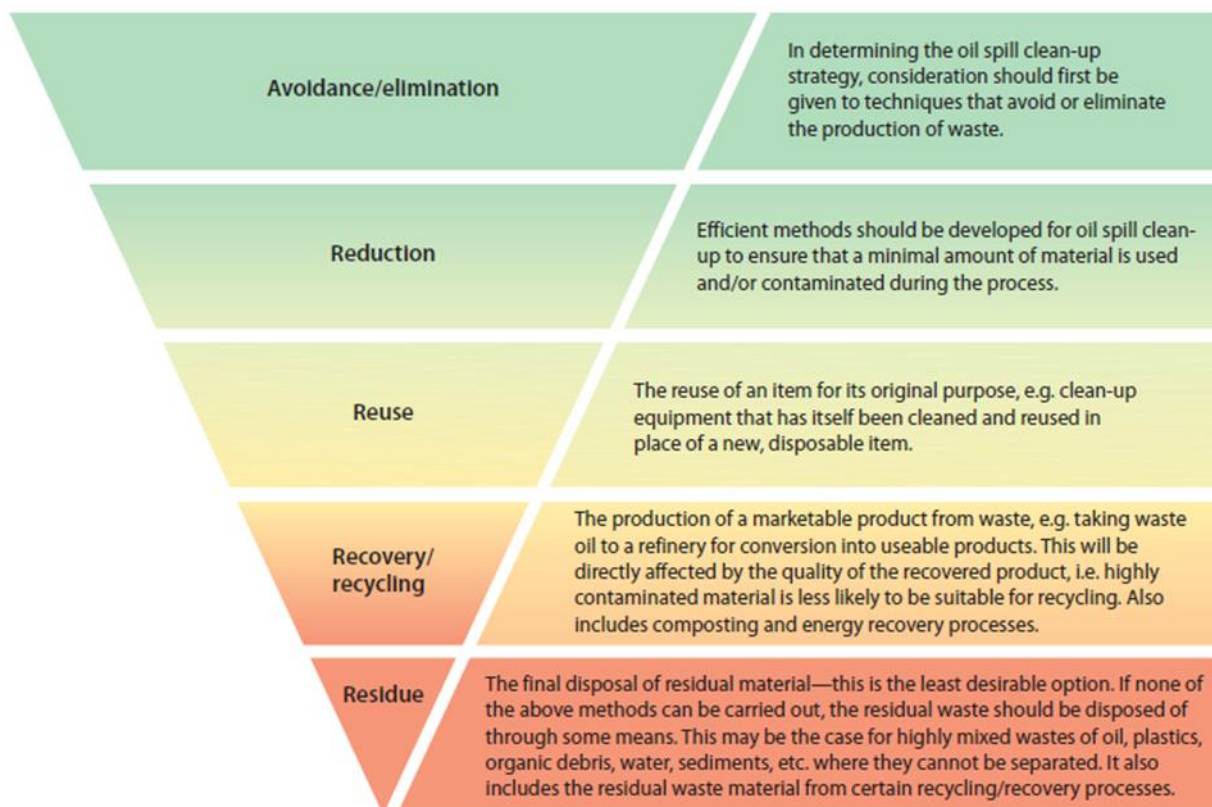 Avoidance/elimination
In determining the oil spill clean-up
strategy, consideration should first be
given to techniques that avoid or eliminate
the production of waste.
Reduction
Efficient methods should be developed for oil spill clean-
up to ensure that a minimal amount of material is used
and/or contaminated during the process.
Reuse
The reuse of an item for its original purpose, e.g. clean-up
equipment that has itself been cleaned and reused in
place of a new, disposable item.
Recovery/
recycling
The production of a marketable product from waste, e.g. taking waste
oil to a refinery for conversion into useable products. This will be
directly affected by the quality of the recovered product, i.e. highly
contaminated material is less likely to be suitable for recycling. Also
includes composting and energy recovery processes.
Residue
The final disposal of residual material—this is the least desirable option. If none of
the above methods can be carried out, the residual waste should be disposed of
through some means. This may be the case for highly mixed wastes of oil, plastics,
organic debris, water, sediments, etc. where they cannot be separated. It also
includes the residual waste material from certain recycling/recovery processes.